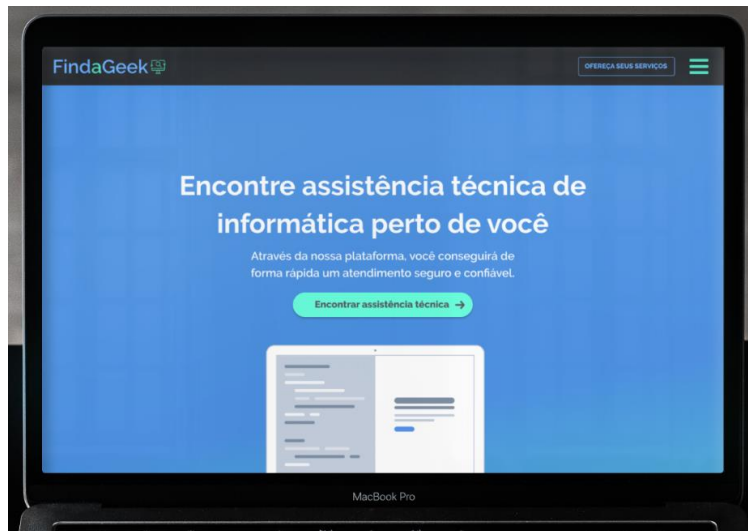 FindaGeek
OFEREÇA SEUS SERVIÇOS
Encontre assistência técnica de
informática perto de você
Através da nossa plataforma, você conseguirá de
forma rápida um atendimento seguro e confiável.
Encontrar assistência técnica
MacBook Pro